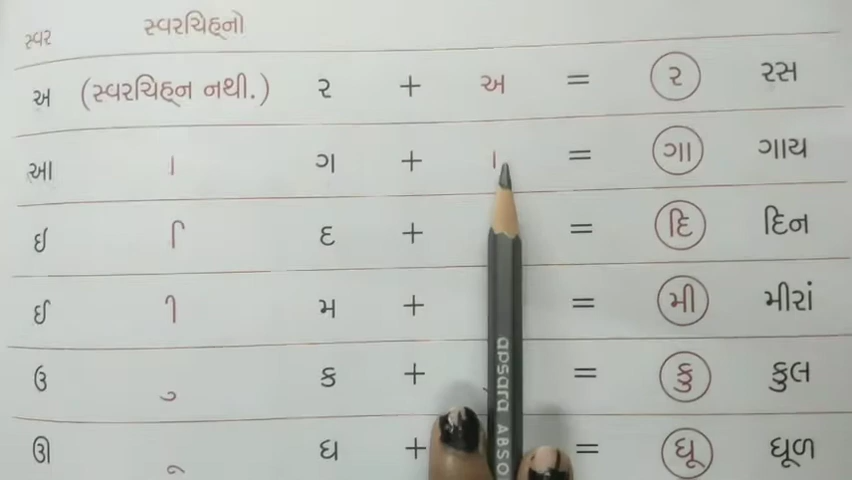 સ્વર સ્વરચિહ્નો
અ (સ્વરચિહ્ન નથી.) ર + અ = ર રસ
આ ા ગ + ા = ગા ગાય
ઇ િ દ + = દિ દિન
ઈ ી મ + = મી મીરાં
ઉ ુ ક + = કુ કુલ
ઊ ૂ ધ + = ધૂ ધૂળ
apsara ABSO